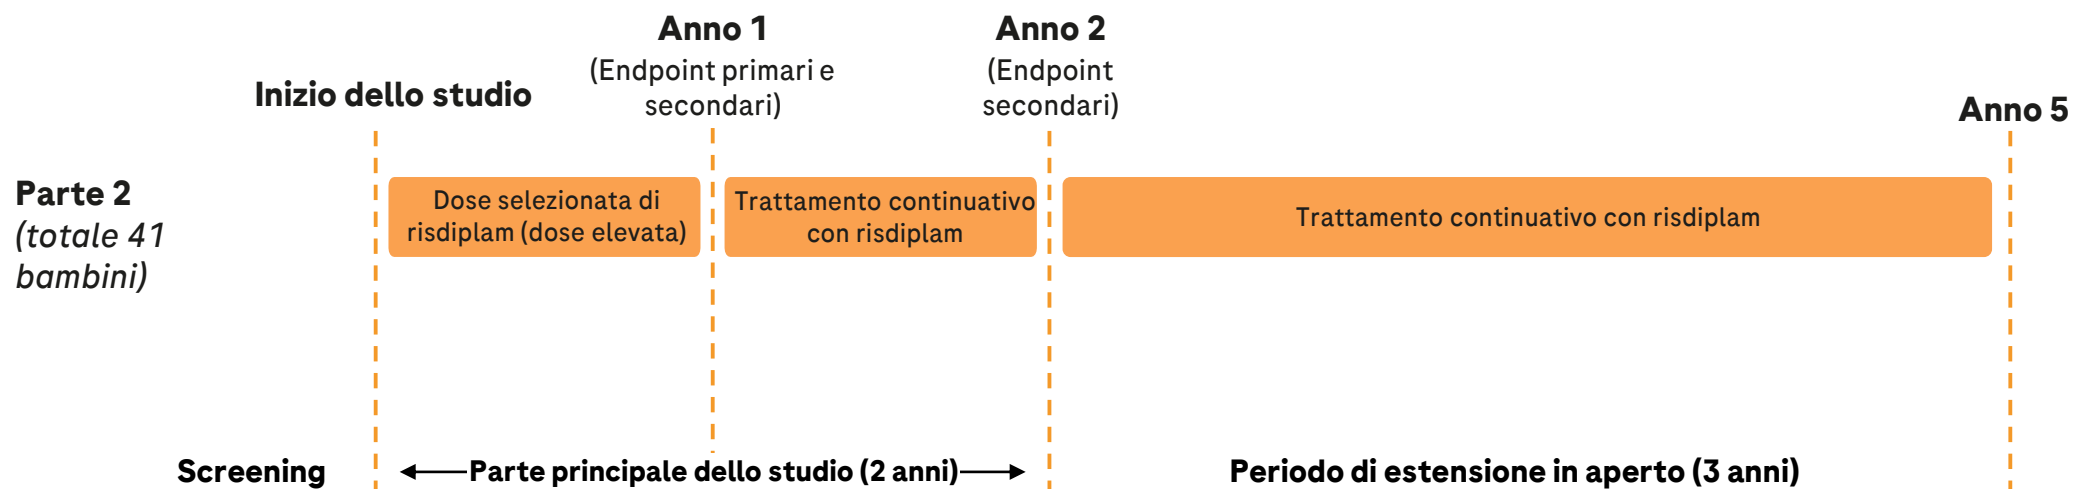 Inizio dello studio
Anno 1
(Endpoint primari e
secondari)
Anno 2
(Endpoint
secondari)
Anno 5
Parte 2
(totale 41
bambini)
Dose selezionata di
risdiplam (dose elevata)
Trattamento continuativo
con risdiplam
Trattamento continuativo con risdiplam
Screening
Parte principale dello studio (2 anni)
Periodo di estensione in aperto (3 anni)